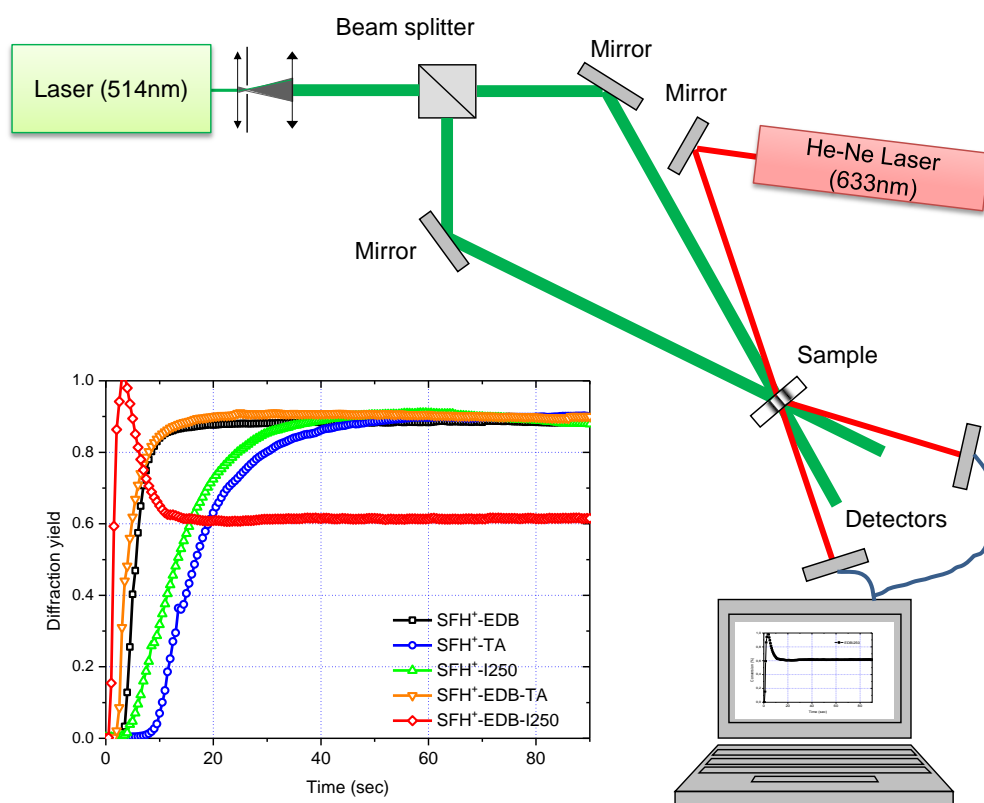 Beam splitter
Mirror
Laser (514nm)
Mirror
He-Ne Laser
(633nm)
Mirror
Sample
Detectors
1.0
0.8
0.6
0.4
0.2
0.0
Diffraction yield
SFH⁺-EDB
SFH⁺-TA
SFH⁺-I250
SFH⁺-EDB-TA
SFH⁺-EDB-I250
0 20 40 60 80
Time (sec)
Time (sec)